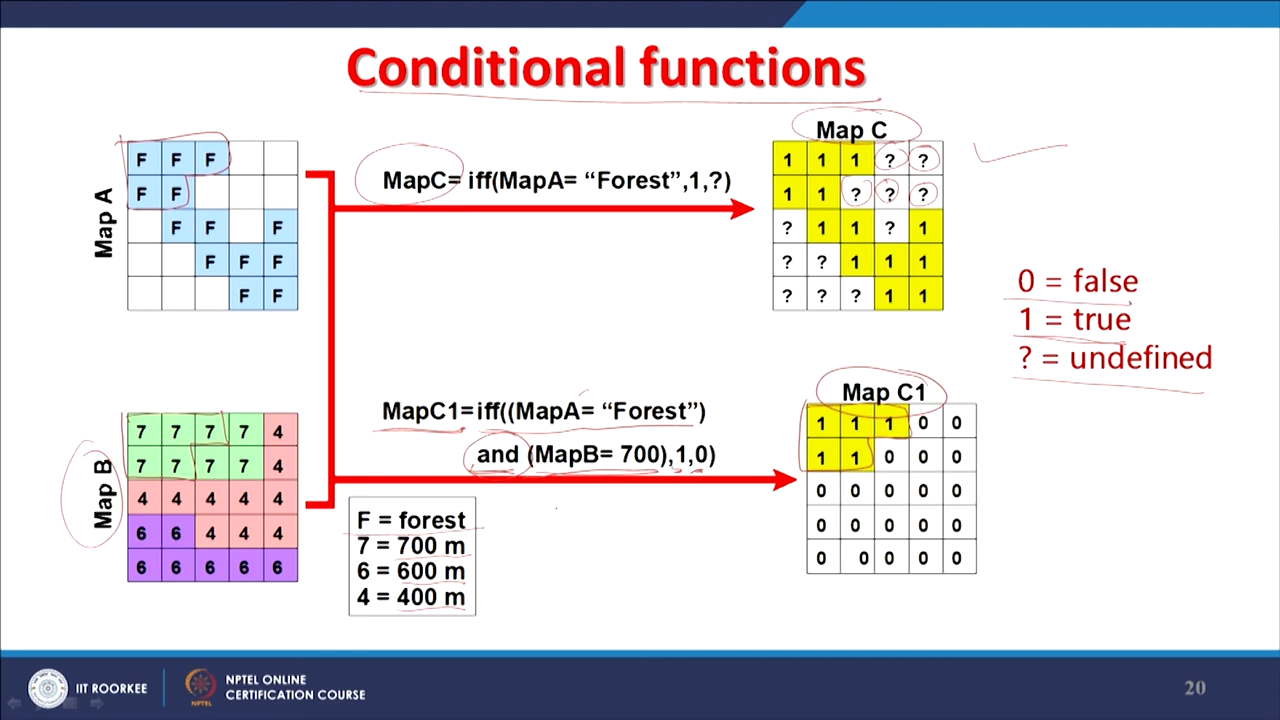 Conditional functions
Map A
F F F
F F
F F F
F F F
F F
MapC= iff(MapA= “Forest”,1,?)
Map C
1 1 1 ? ?
1 1 ? ? ?
? 1 1 ? 1
? ? 1 1 1
? ? ? 1 1
0 = false
1 = true
? = undefined
Map B
7 7 7 7 4
7 7 7 7 4
4 4 4 4 4
6 6 4 4 4
6 6 6 6 6
MapC1= iff((MapA= “Forest”)
and (MapB= 700),1,0)
F = forest
7 = 700 m
6 = 600 m
4 = 400 m
Map C1
1 1 1 0 0
1 1 0 0 0
0 0 0 0 0
0 0 0 0 0
0 0 0 0 0
IIT ROORKEE
NPTEL
NPTEL ONLINE
CERTIFICATION COURSE
20